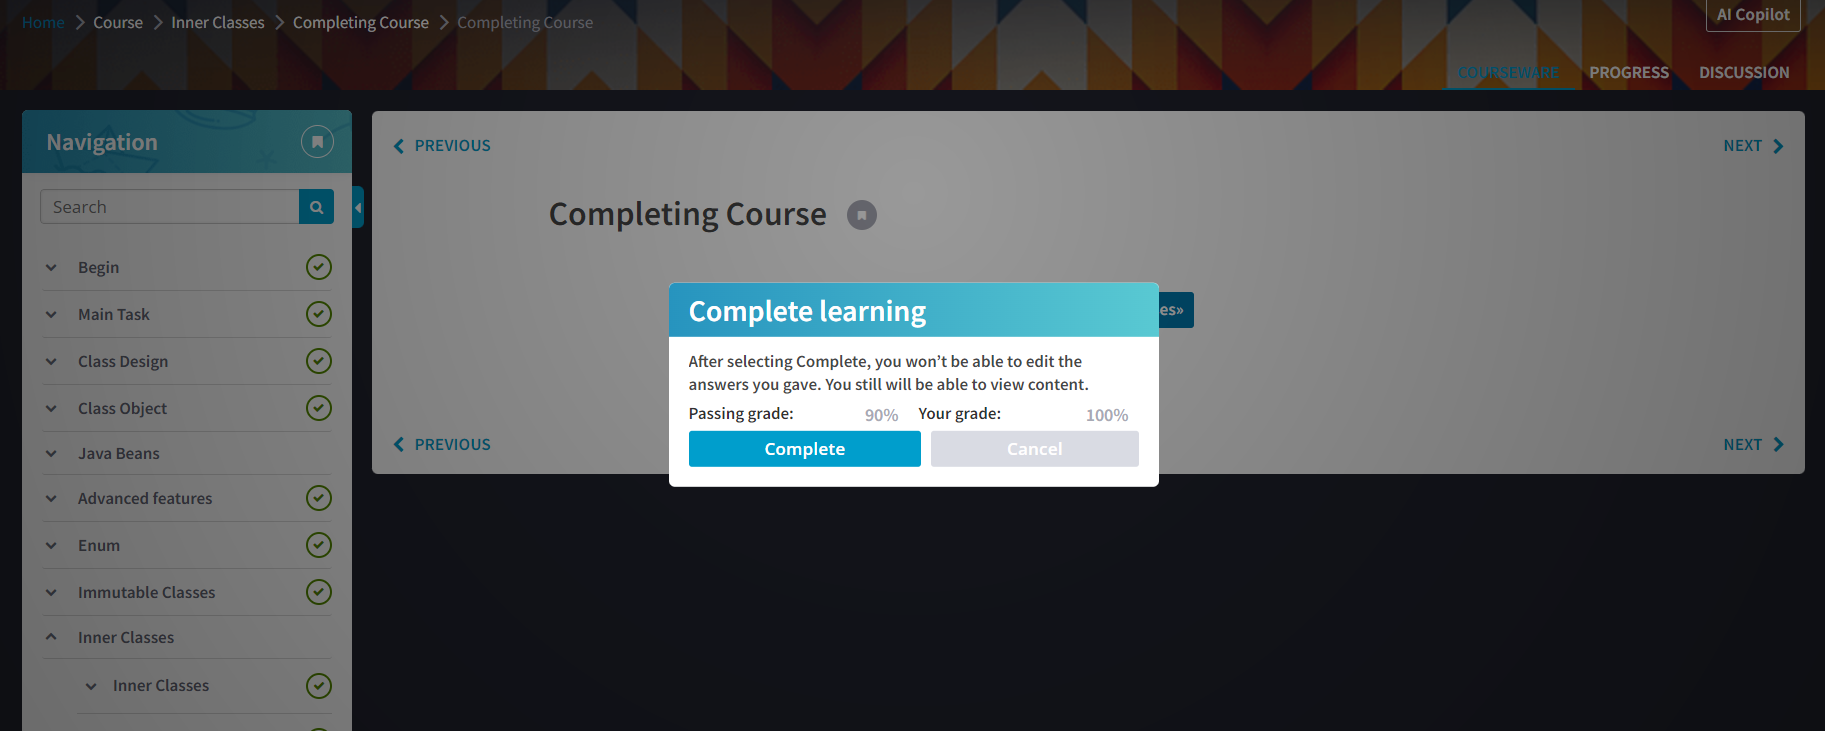 Home > Course > Inner Classes > Completing Course > Completing Course
AI Copilot
COURSEWARE PROGRESS DISCUSSION
Navigation
Search
Begin
Main Task
Class Design
Class Object
Java Beans
Advanced features
Enum
Immutable Classes
Inner Classes
Inner Classes
PREVIOUS
NEXT
Completing Course
es»
Complete learning
After selecting Complete, you won't be able to edit the
answers you gave. You still will be able to view content.
Passing grade: 90% Your grade: 100%
Complete Cancel
PREVIOUS
NEXT